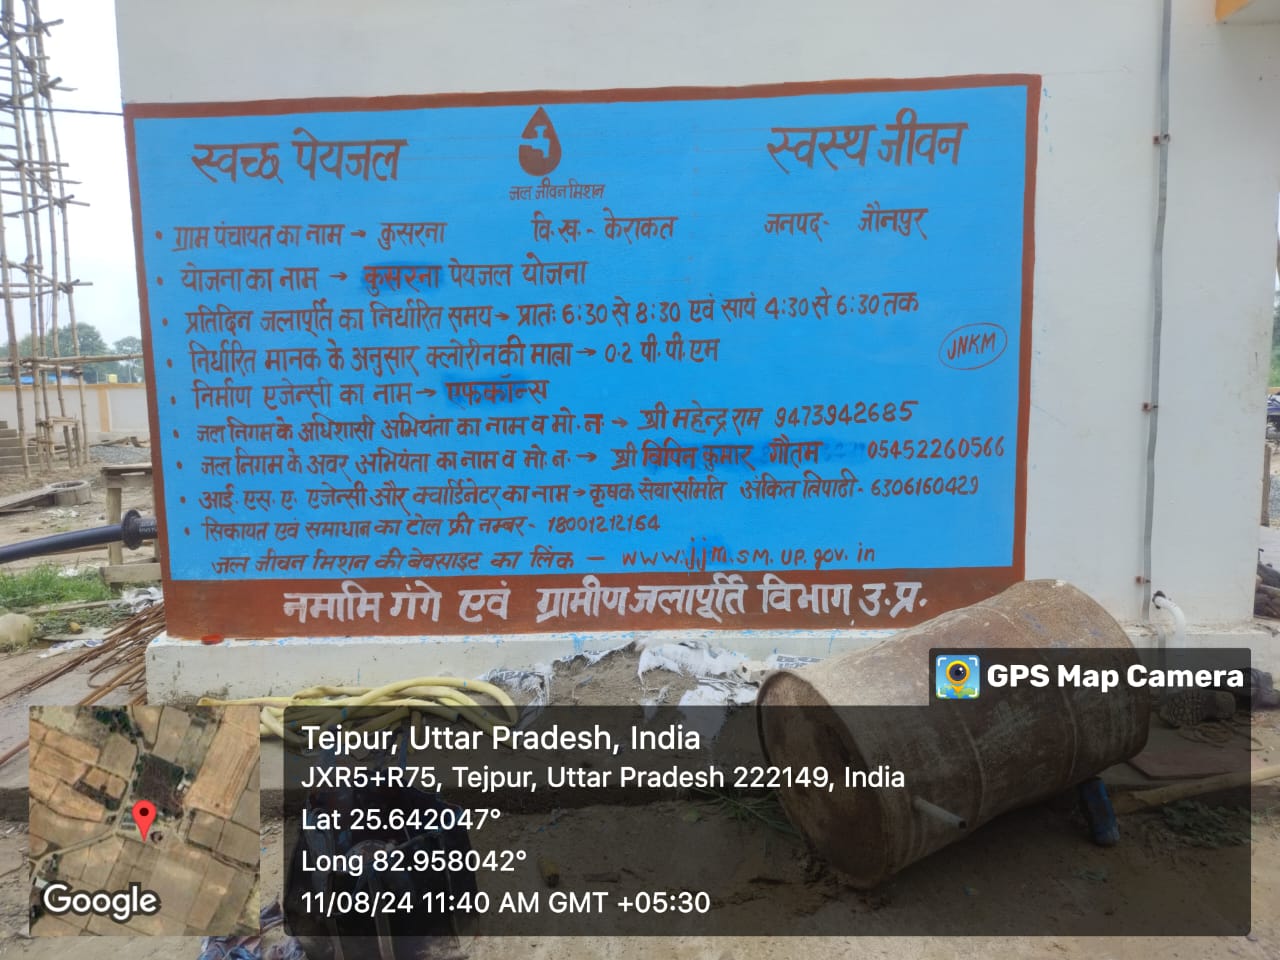 स्वच्छ पेयजल
स्वस्थ जीवन
जल जीवन मिशन
• ग्राम पंचायत का नाम → कुसरना वि.ख.- केराकत जनपद- जौनपुर
• योजना का नाम → कुसरना पेयजल योजना
• प्रतिदिन जलापूर्ति का निर्धारित समय → प्रातः 6:30 से 8:30 एवं सायं 4:30 से 6:30 तक
• निर्धारित मानक के अनुसार क्लोरीन की मात्रा → 0.2 पी.पी.एम
JNKM
• निर्माण एजेन्सी का नाम → एफकॉन्स
• जल निगम के अधिशासी अभियंता का नाम व मो.न. → श्री महेन्द्र राम 9473942685
• जल निगम के अवर अभियंता का नाम व मो.न. → श्री विपिन कुमार गौतम 05452260566
• आई.एस.ए. एजेन्सी और क्वार्डिनेटर का नाम → कृषक सेवा समिति अंकित त्रिपाठी- 6306160429
• सिकायत एवं समाधान का टोल फ्री नम्बर- 18001212164
जल जीवन मिशन की बेवसाइट का लिंक — www.jjm.SM.UP.gov.in
नमामि गंगे एवं ग्रामीण जलापूर्ति विभाग उ.प्र.
GPS Map Camera
Tejpur, Uttar Pradesh, India
JXR5+R75, Tejpur, Uttar Pradesh 222149, India
Lat 25.642047°
Long 82.958042°
11/08/24 11:40 AM GMT +05:30
Google